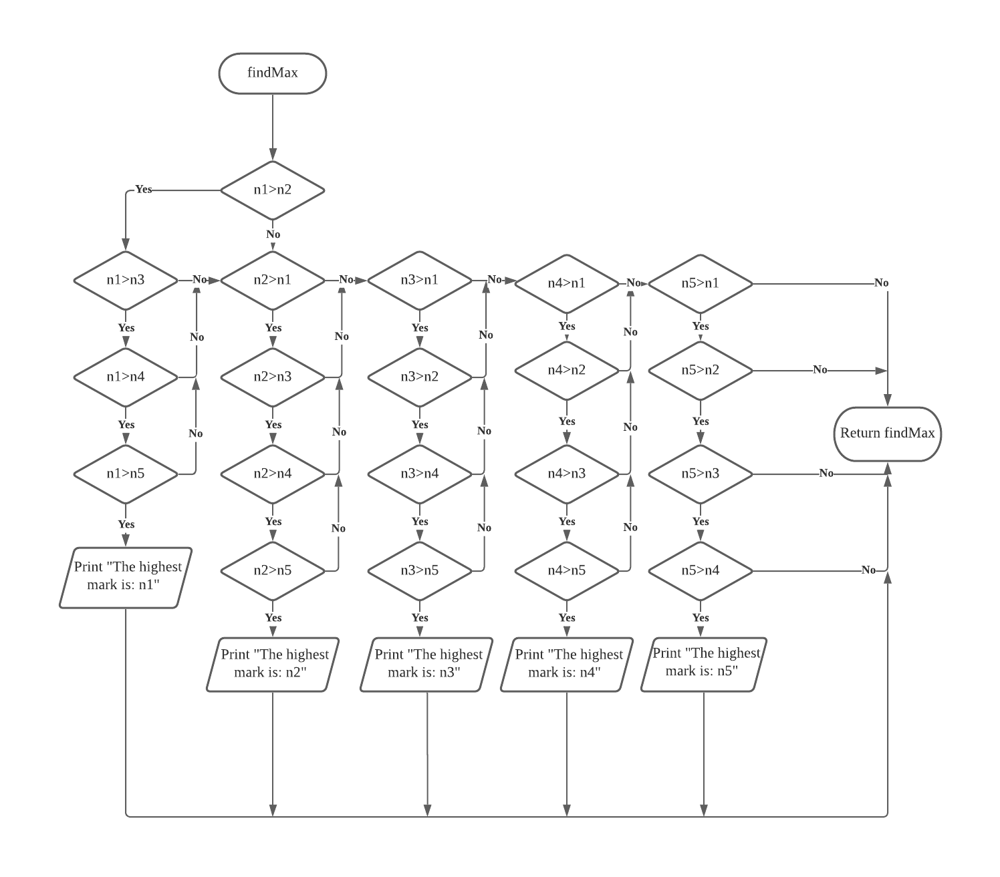 findMax
n1>n2
Yes
No
n1>n3
No
n2>n1
No
n3>n1
No
n4>n1
No
n5>n1
No
Yes
No
Yes
No
Yes
No
Yes
No
Yes
n1>n4
n2>n3
n3>n2
n4>n2
n5>n2
No
Yes
No
Yes
No
Yes
No
Yes
No
Yes
n1>n5
n2>n4
n3>n4
n4>n3
n5>n3
No
Return findMax
Yes
Yes
No
Yes
No
Yes
No
Yes
Print "The highest
mark is: n1"
n2>n5
n3>n5
n4>n5
n5>n4
No
Yes
Yes
Yes
Yes
Print "The highest
mark is: n2"
Print "The highest
mark is: n3"
Print "The highest
mark is: n4"
Print "The highest
mark is: n5"